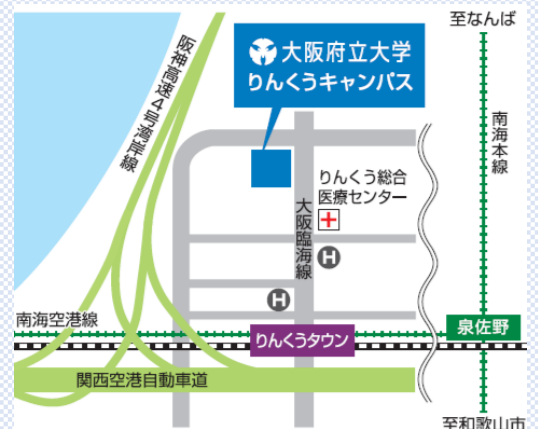 至なんば
大阪府立大学
りんくうキャンパス
阪神高速4号湾岸線
南海本線
りんくう総合
医療センター
大阪臨海線
H
H
南海空港線
りんくうタウン
泉佐野
関西空港自動車道
至和歌山市